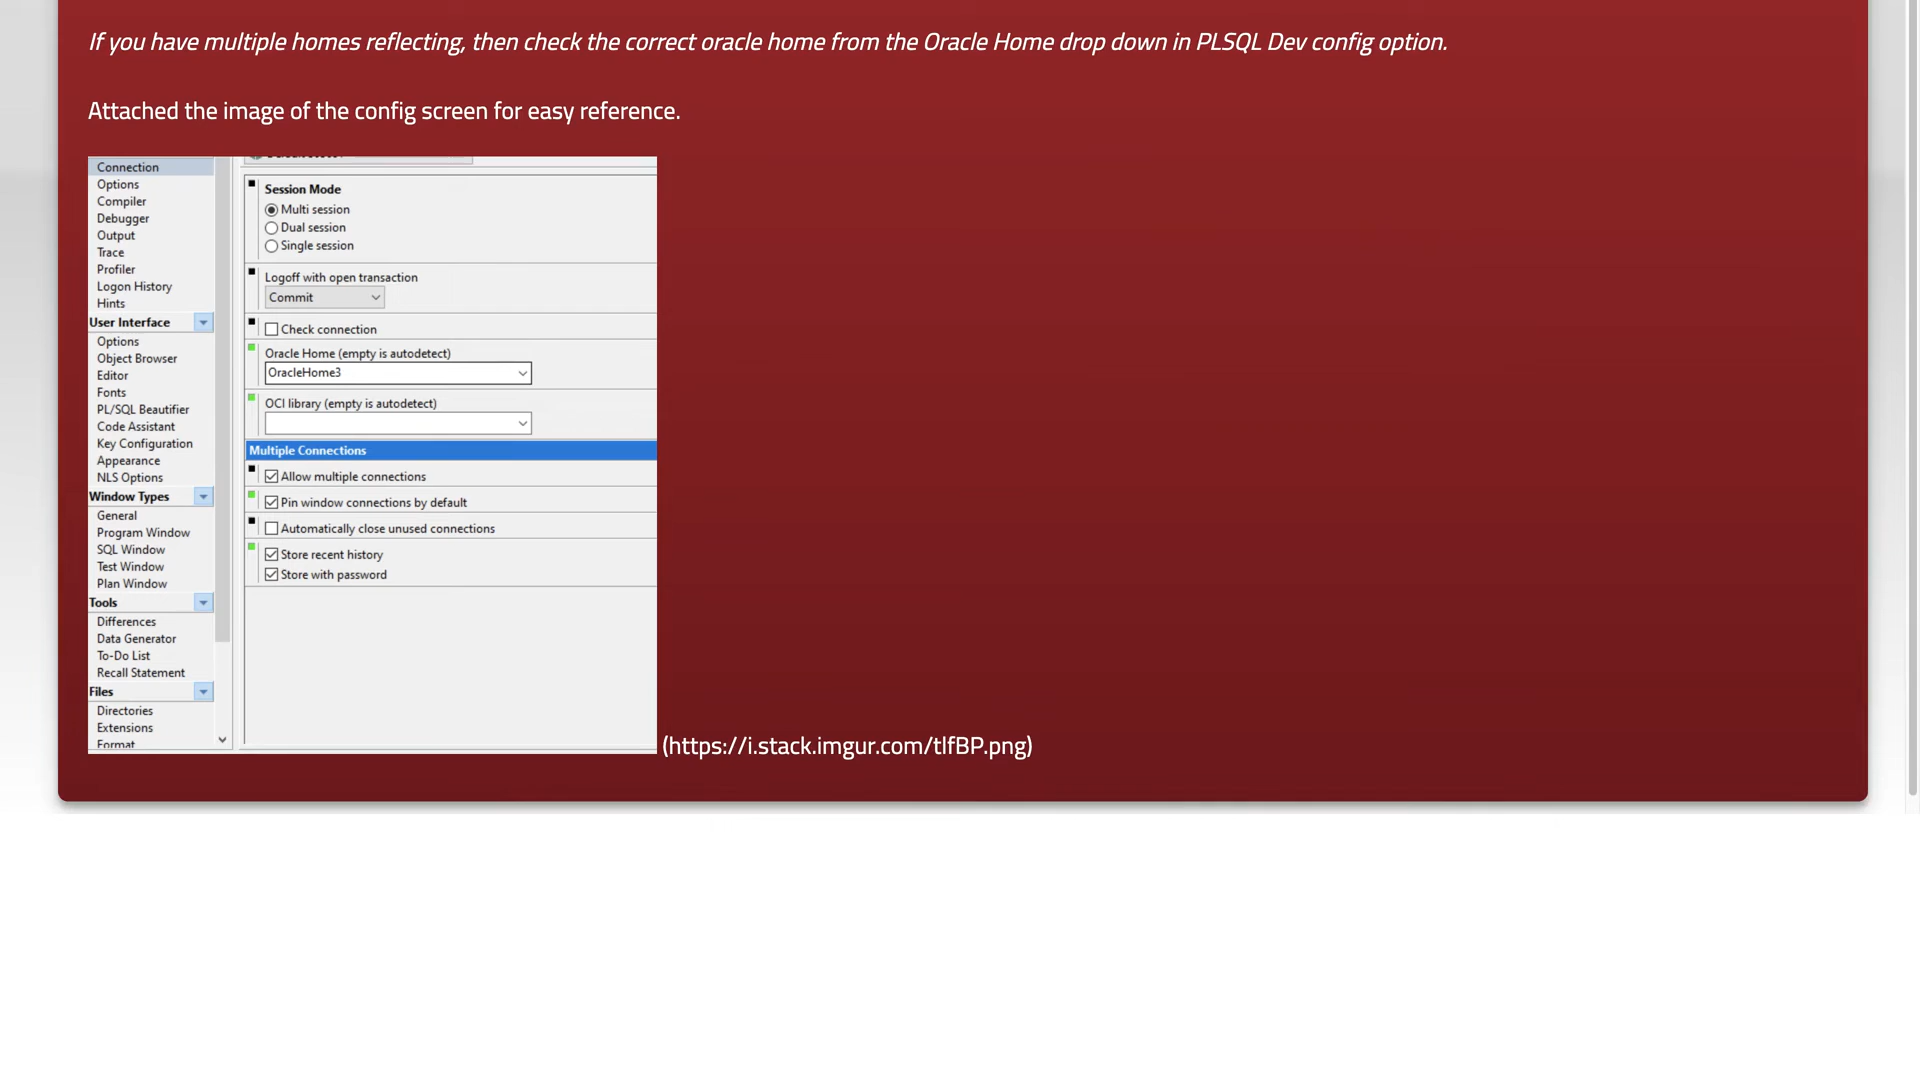 If you have multiple homes reflecting, then check the correct oracle home from the Oracle Home drop down in PLSQL Dev config option.
Attached the image of the config screen for easy reference.
Connection
Options
Compiler
Debugger
Output
Trace
Profiler
Logon History
Hints
User Interface
Options
Object Browser
Editor
Fonts
PL/SQL Beautifier
Code Assistant
Key Configuration
Appearance
NLS Options
Window Types
General
Program Window
SQL Window
Test Window
Plan Window
Tools
Differences
Data Generator
To-Do List
Recall Statement
Files
Directories
Extensions
Format
Session Mode
Multi session
Dual session
Single session
Logoff with open transaction
Commit
Check connection
Oracle Home (empty is autodetect)
OracleHome3
OCI library (empty is autodetect)
Multiple Connections
Allow multiple connections
Pin window connections by default
Automatically close unused connections
Store recent history
Store with password
(https://i.stack.imgur.com/tlfBP.png)